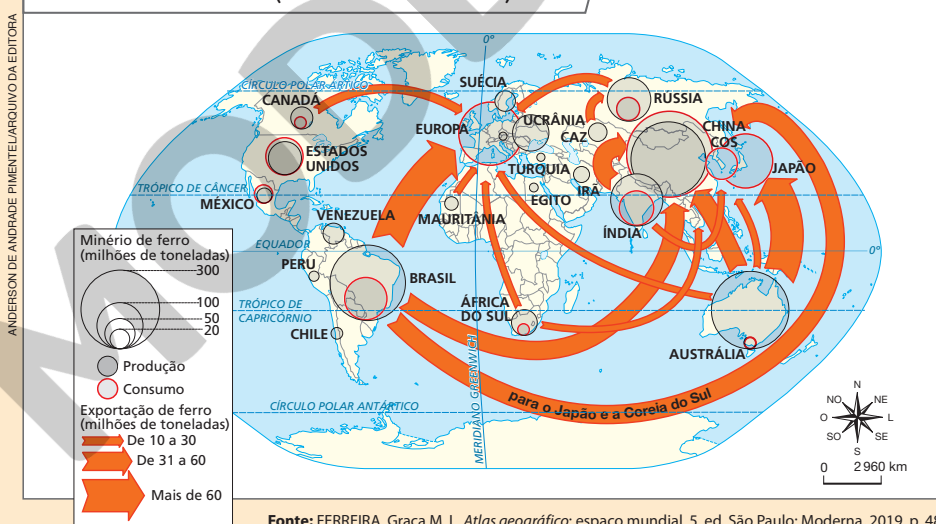 ANDERSON DE ANDRADE PIMENTEL/ARQUIVO DA EDITORA
0°
CÍRCULO POLAR ÁRTICO
SUÉCIA
CANADÁ
RÚSSIA
EUROPA
UCRÂNIA
CAZ
CHINA
COS
ESTADOS
UNIDOS
TURQUIA
JAPÃO
TRÓPICO DE CÂNCER
IRÃ
MÉXICO
EGITO
VENEZUELA
MAURITÂNIA
ÍNDIA
EQUADOR
0°
PERU
BRASIL
TRÓPICO DE
CAPRICÓRNIO
ÁFRICA
DO SUL
CHILE
AUSTRÁLIA
MERIDIANO GREENWICH
para o Japão e a Coreia do Sul
CÍRCULO POLAR ANTÁRTICO
Minério de ferro
(milhões de toneladas)
300
100
50
20
Produção
Consumo
Exportação de ferro
(milhões de toneladas)
De 10 a 30
De 31 a 60
Mais de 60
N
NO NE
O L
SO SE
S
0 2 960 km
Fonte: FERREIRA, Graça M. L. Atlas geográfico: espaço mundial. 5. ed. São Paulo: Moderna, 2019. p. 48